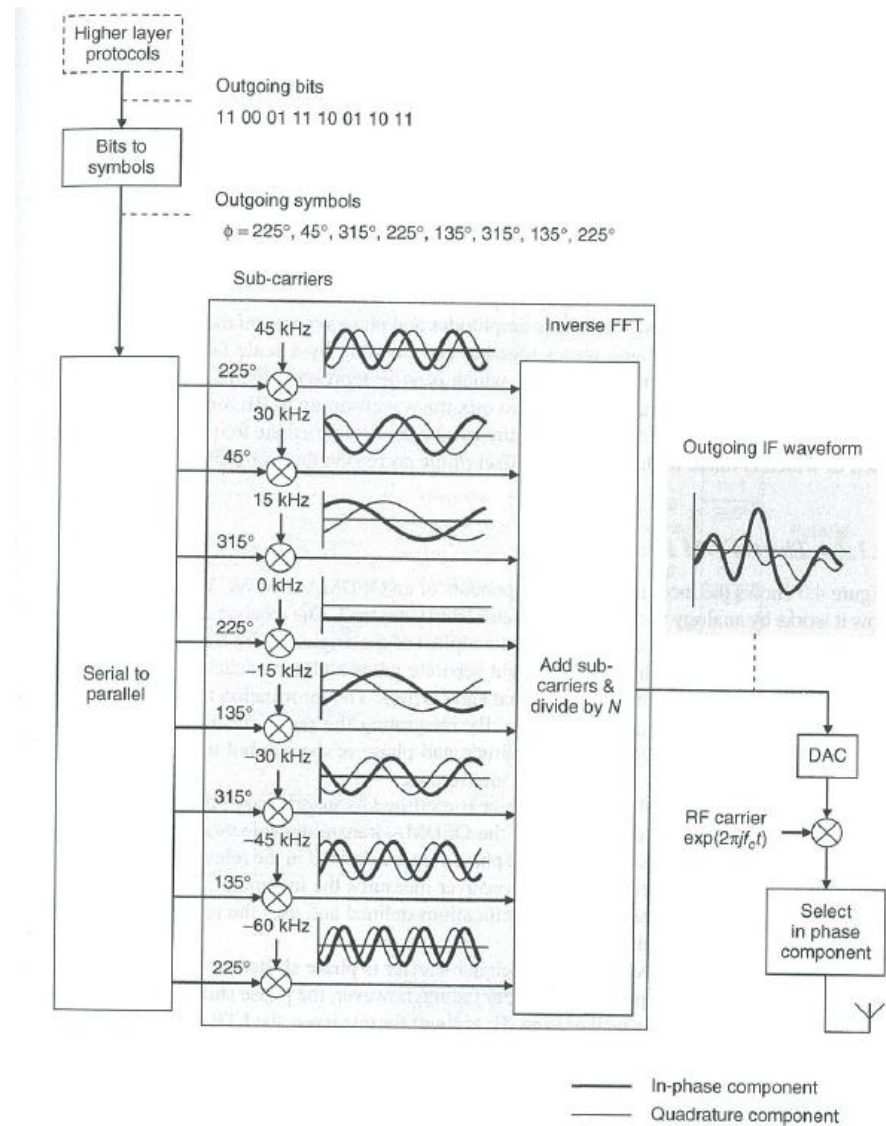 Higher layer
protocols
Outgoing bits
11 00 01 11 10 01 10 11
Bits to
symbols
Outgoing symbols
ϕ = 225°, 45°, 315°, 225°, 135°, 315°, 135°, 225°
Sub-carriers
Inverse FFT
45 kHz
225°
30 kHz
45°
15 kHz
315°
0 kHz
225°
−15 kHz
135°
−30 kHz
315°
−45 kHz
135°
−60 kHz
225°
Serial to
parallel
Add sub-
carriers &
divide by N
Outgoing IF waveform
DAC
RF carrier
exp(2πjf_c t)
Select
in phase
component
In-phase component
Quadrature component